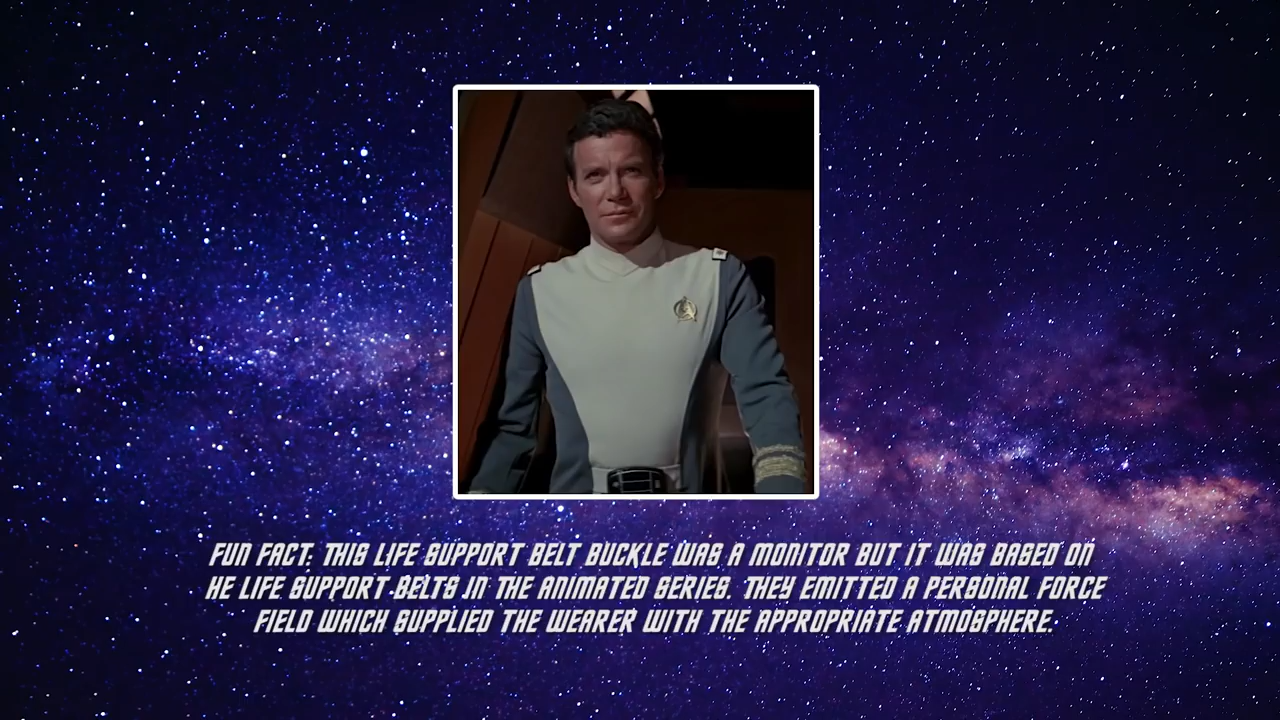 FUN FACT: THIS LIFE SUPPORT BELT BUCKLE WAS A MONITOR BUT IT WAS BASED ON
HE LIFE SUPPORT BELTS IN THE ANIMATED SERIES. THEY EMITTED A PERSONAL FORCE
FIELD WHICH SUPPLIED THE WEARER WITH THE APPROPRIATE ATMOSPHERE.